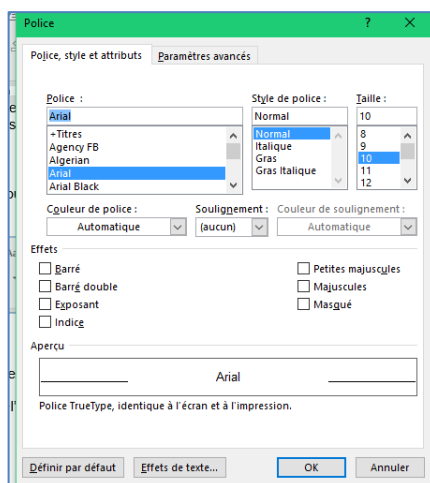 Police ? ×
Police, style et attributs Paramètres avancés
Police : Style de police : Taille :
Arial Normal 10
+Titres Normal 8
Agency FB Italique 9
Algerian Gras 10
Arial Gras Italique 11
Arial Black 12
Couleur de police : Soulignement : Couleur de soulignement :
Automatique (aucun) Automatique
Effets
Barré Petites majuscules
Barré double Majuscules
Exposant Masqué
Indice
Aperçu
Arial
Police TrueType, identique à l'écran et à l'impression.
Définir par défaut Effets de texte... OK Annuler